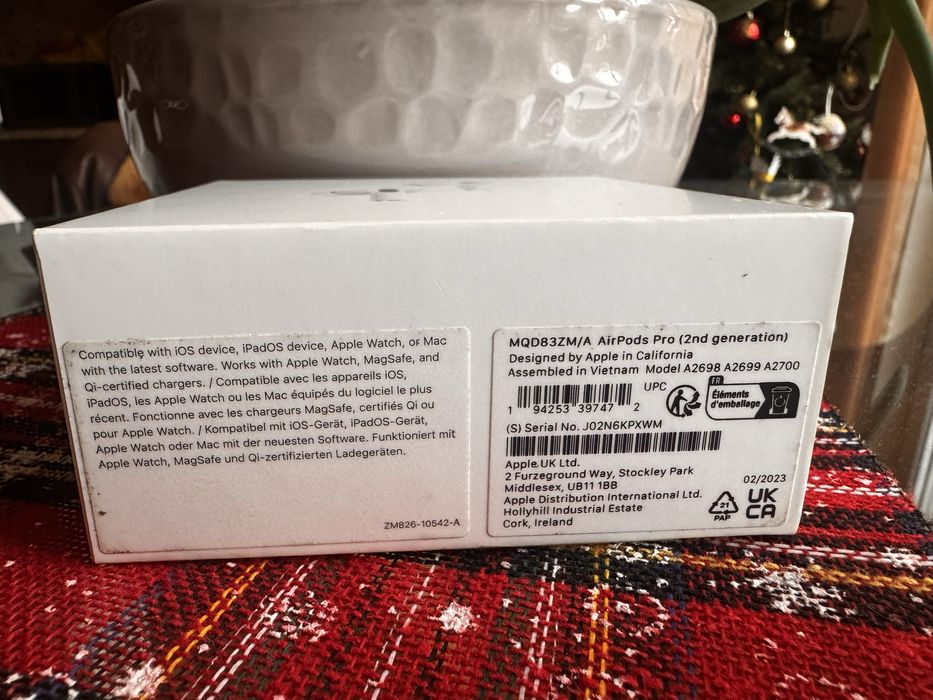 Compatible with iOS device, iPadOS device, Apple Watch, or Mac
with the latest software. Works with Apple Watch, MagSafe, and
Qi-certified chargers. / Compatible avec les appareils iOS,
iPadOS, les Apple Watch ou les Mac équipés du logiciel le plus
récent. Fonctionne avec les chargeurs MagSafe, certifiés Qi ou
pour Apple Watch. / Kompatibel mit iOS-Gerät, iPadOS-Gerät,
Apple Watch oder Mac mit der neuesten Software. Funktioniert mit
Apple Watch, MagSafe und Qi-zertifizierten Ladegeräten.
ZM826-10542-A
MQD83ZM/A AirPods Pro (2nd generation)
Designed by Apple in California
Assembled in Vietnam Model A2698 A2699 A2700
UPC
1 94253 39747 2
FR
Éléments
d'emballage
(S) Serial No. J02N6KPXWM
Apple UK Ltd.
2 Furzeground Way, Stockley Park
Middlesex, UB11 1BB
Apple Distribution International Ltd.
Hollyhill Industrial Estate
Cork, Ireland
21
PAP
02/2023
UK
CA